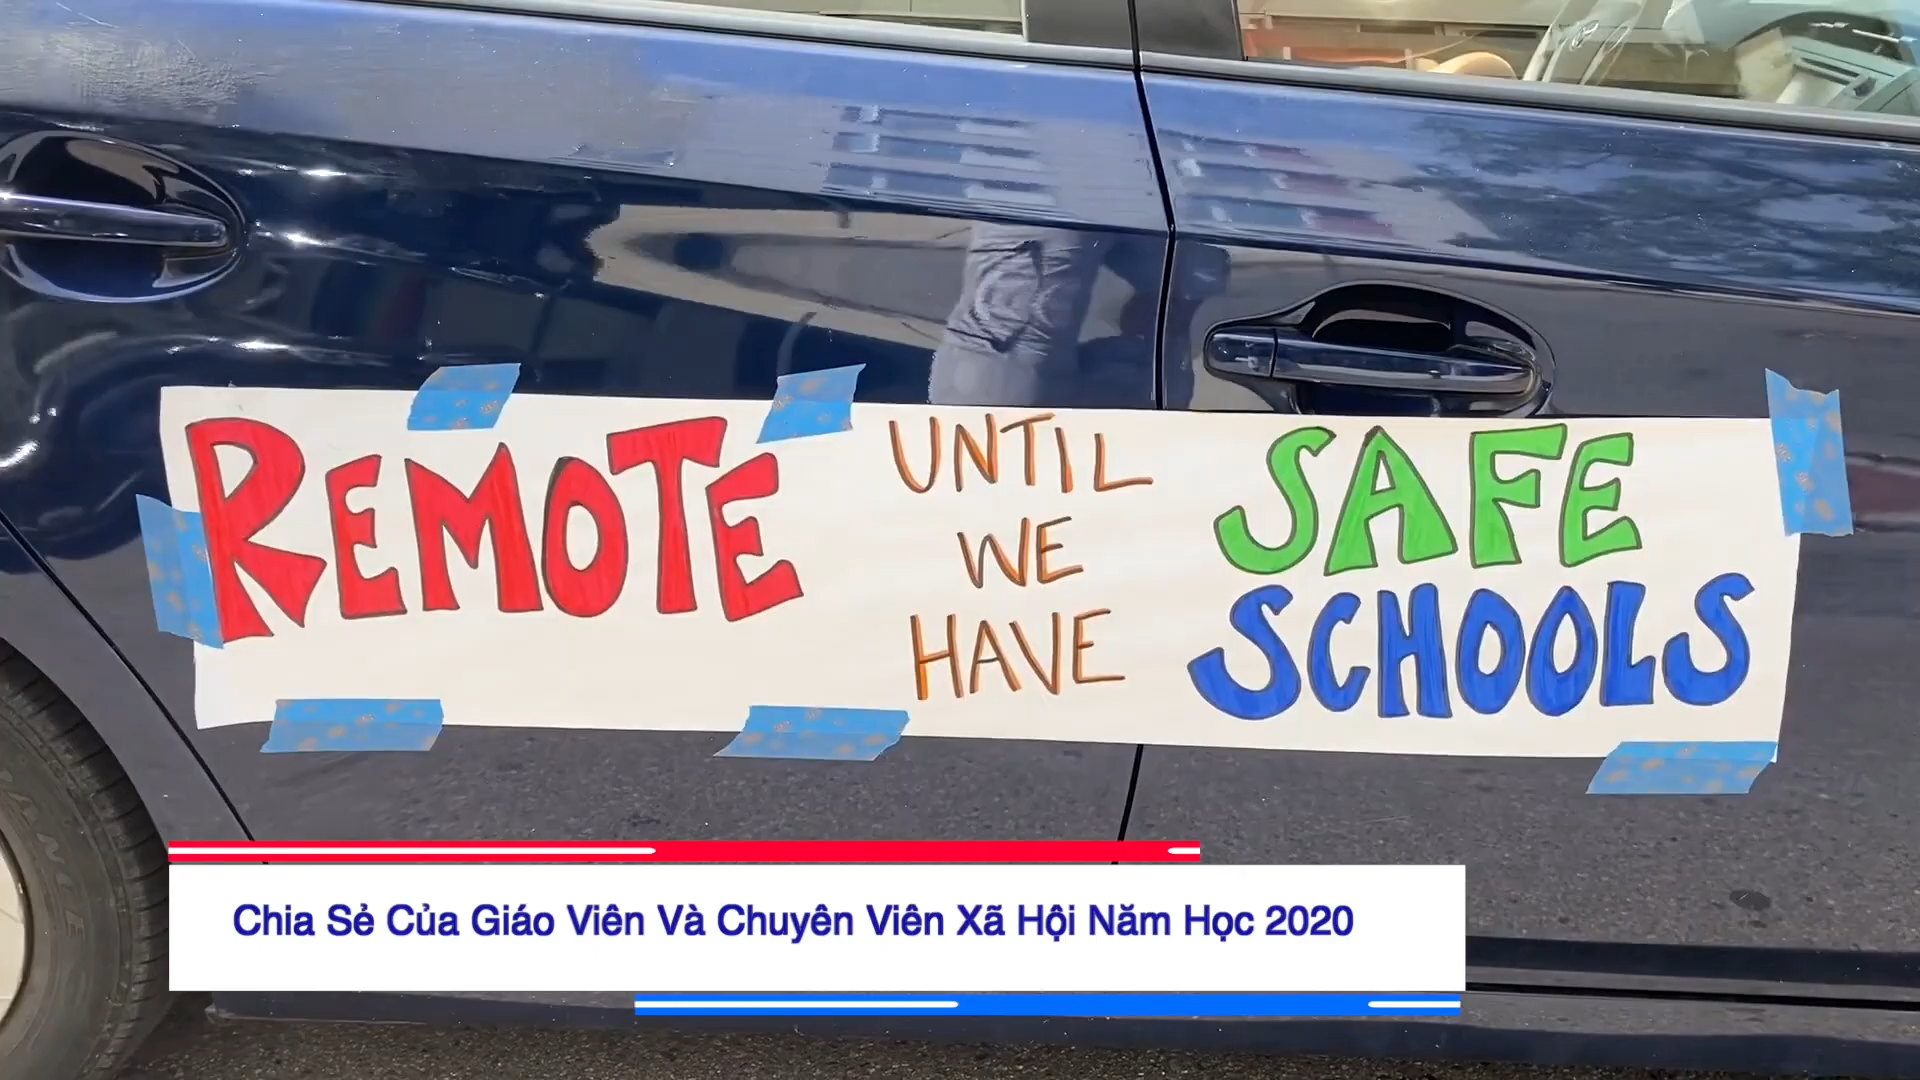 REMOTE
UNTIL
WE
HAVE
SAFE
SCHOOLS
Chia Sẻ Của Giáo Viên Và Chuyên Viên Xã Hội Năm Học 2020